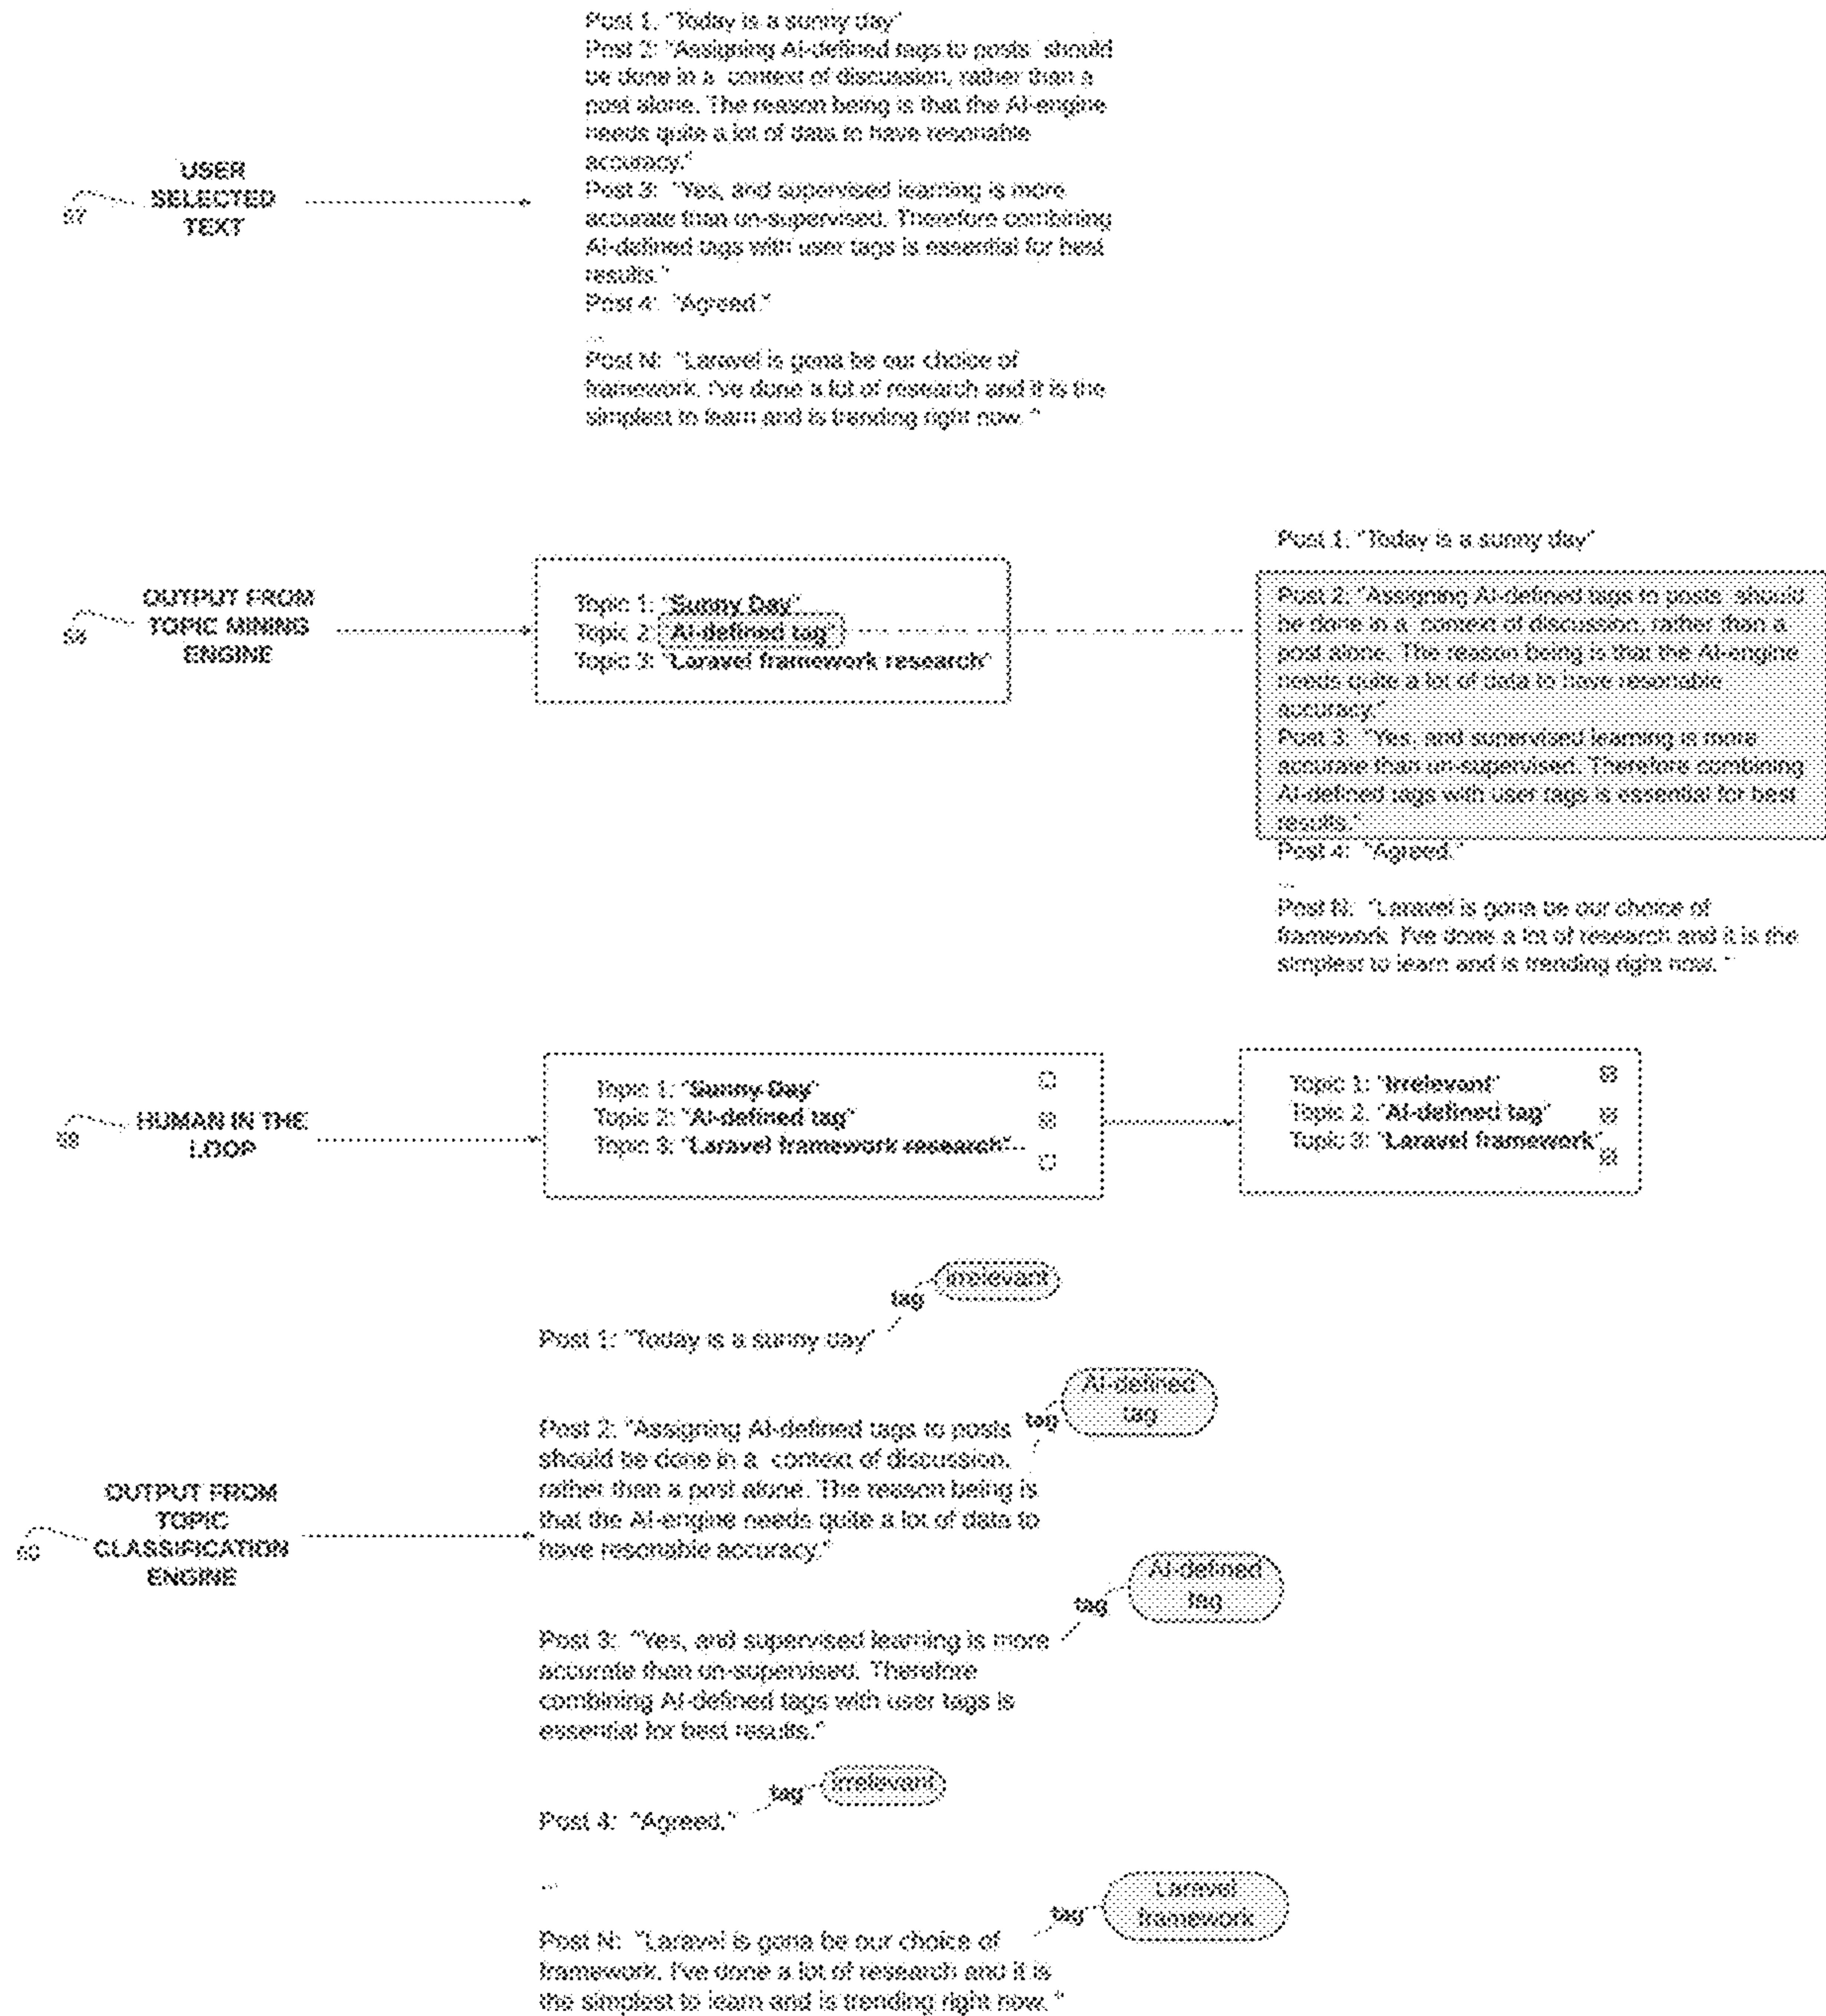 USER
SELECTED
TEXT
57
Post 1: "Today is a sunny day"
Post 2: "Assigning AI-defined tags to posts should
be done in a context of discussion, rather than a
post alone. The reason being is that the AI-engine
needs quite a lot of data to have resonable
accuracy."
Post 3: "Yes, and supervised learning is more
accurate than un-supervised. Therefore combining
AI-defined tags with user tags is essential for best
results."
Post 4: "Agreed."
...
Post N: "Laravel is gona be our choice of
framework. I've done a lot of research and it is the
simplest to learn and is trending right now. "
OUTPUT FROM
TOPIC MINING
ENGINE
58
Topic 1: "Sunny Day"
Topic 2: "AI-defined tag"
Topic 3: "Laravel framework research"
Post 1: "Today is a sunny day"
Post 2: "Assigning AI-defined tags to posts should
be done in a context of discussion, rather than a
post alone. The reason being is that the AI-engine
needs quite a lot of data to have resonable
accuracy."
Post 3: "Yes, and supervised learning is more
accurate than un-supervised. Therefore combining
AI-defined tags with user tags is essential for best
results."
Post 4: "Agreed."
...
Post N: "Laravel is gona be our choice of
framework. I've done a lot of research and it is the
simplest to learn and is trending right now. "
HUMAN IN THE
LOOP
59
Topic 1: "Sunny Day"
Topic 2: "AI-defined tag"
Topic 3: "Laravel framework research"
Topic 1: "Irrelevant"
Topic 2: "AI-defined tag"
Topic 3: "Laravel framework"
OUTPUT FROM
TOPIC
CLASSIFICATION
ENGINE
60
irrelevant
tag
Post 1: "Today is a sunny day"
AI-defined
tag
tag
Post 2: "Assigning AI-defined tags to posts
should be done in a context of discussion,
rather than a post alone. The reason being is
that the AI-engine needs quite a lot of data to
have resonable accuracy."
AI-defined
tag
tag
Post 3: "Yes, and supervised learning is more
accurate than un-supervised. Therefore
combining AI-defined tags with user tags is
essential for best results."
irrelevant
tag
Post 4: "Agreed."
...
Laravel
framework
tag
Post N: "Laravel is gona be our choice of
framework. I've done a lot of research and it is
the simplest to learn and is trending right now. "